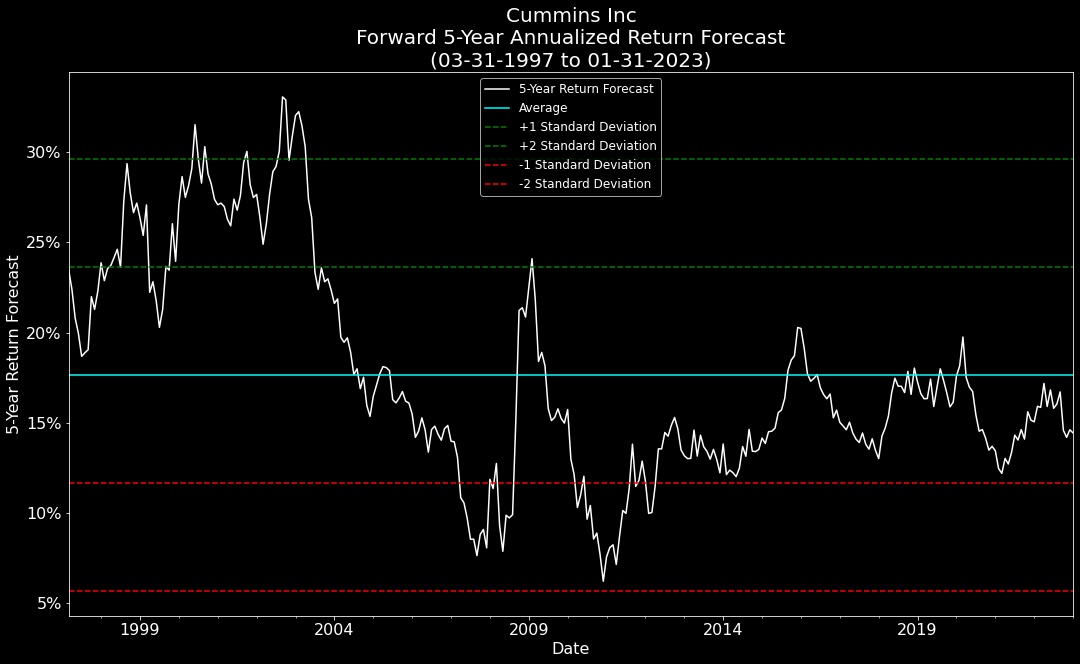 Cummins Inc
Forward 5-Year Annualized Return Forecast
(03-31-1997 to 01-31-2023)
5-Year Return Forecast
Average
+1 Standard Deviation
+2 Standard Deviation
-1 Standard Deviation
-2 Standard Deviation
30%
25%
20%
15%
10%
5%
5-Year Return Forecast
1999
2004
2009
2014
2019
Date